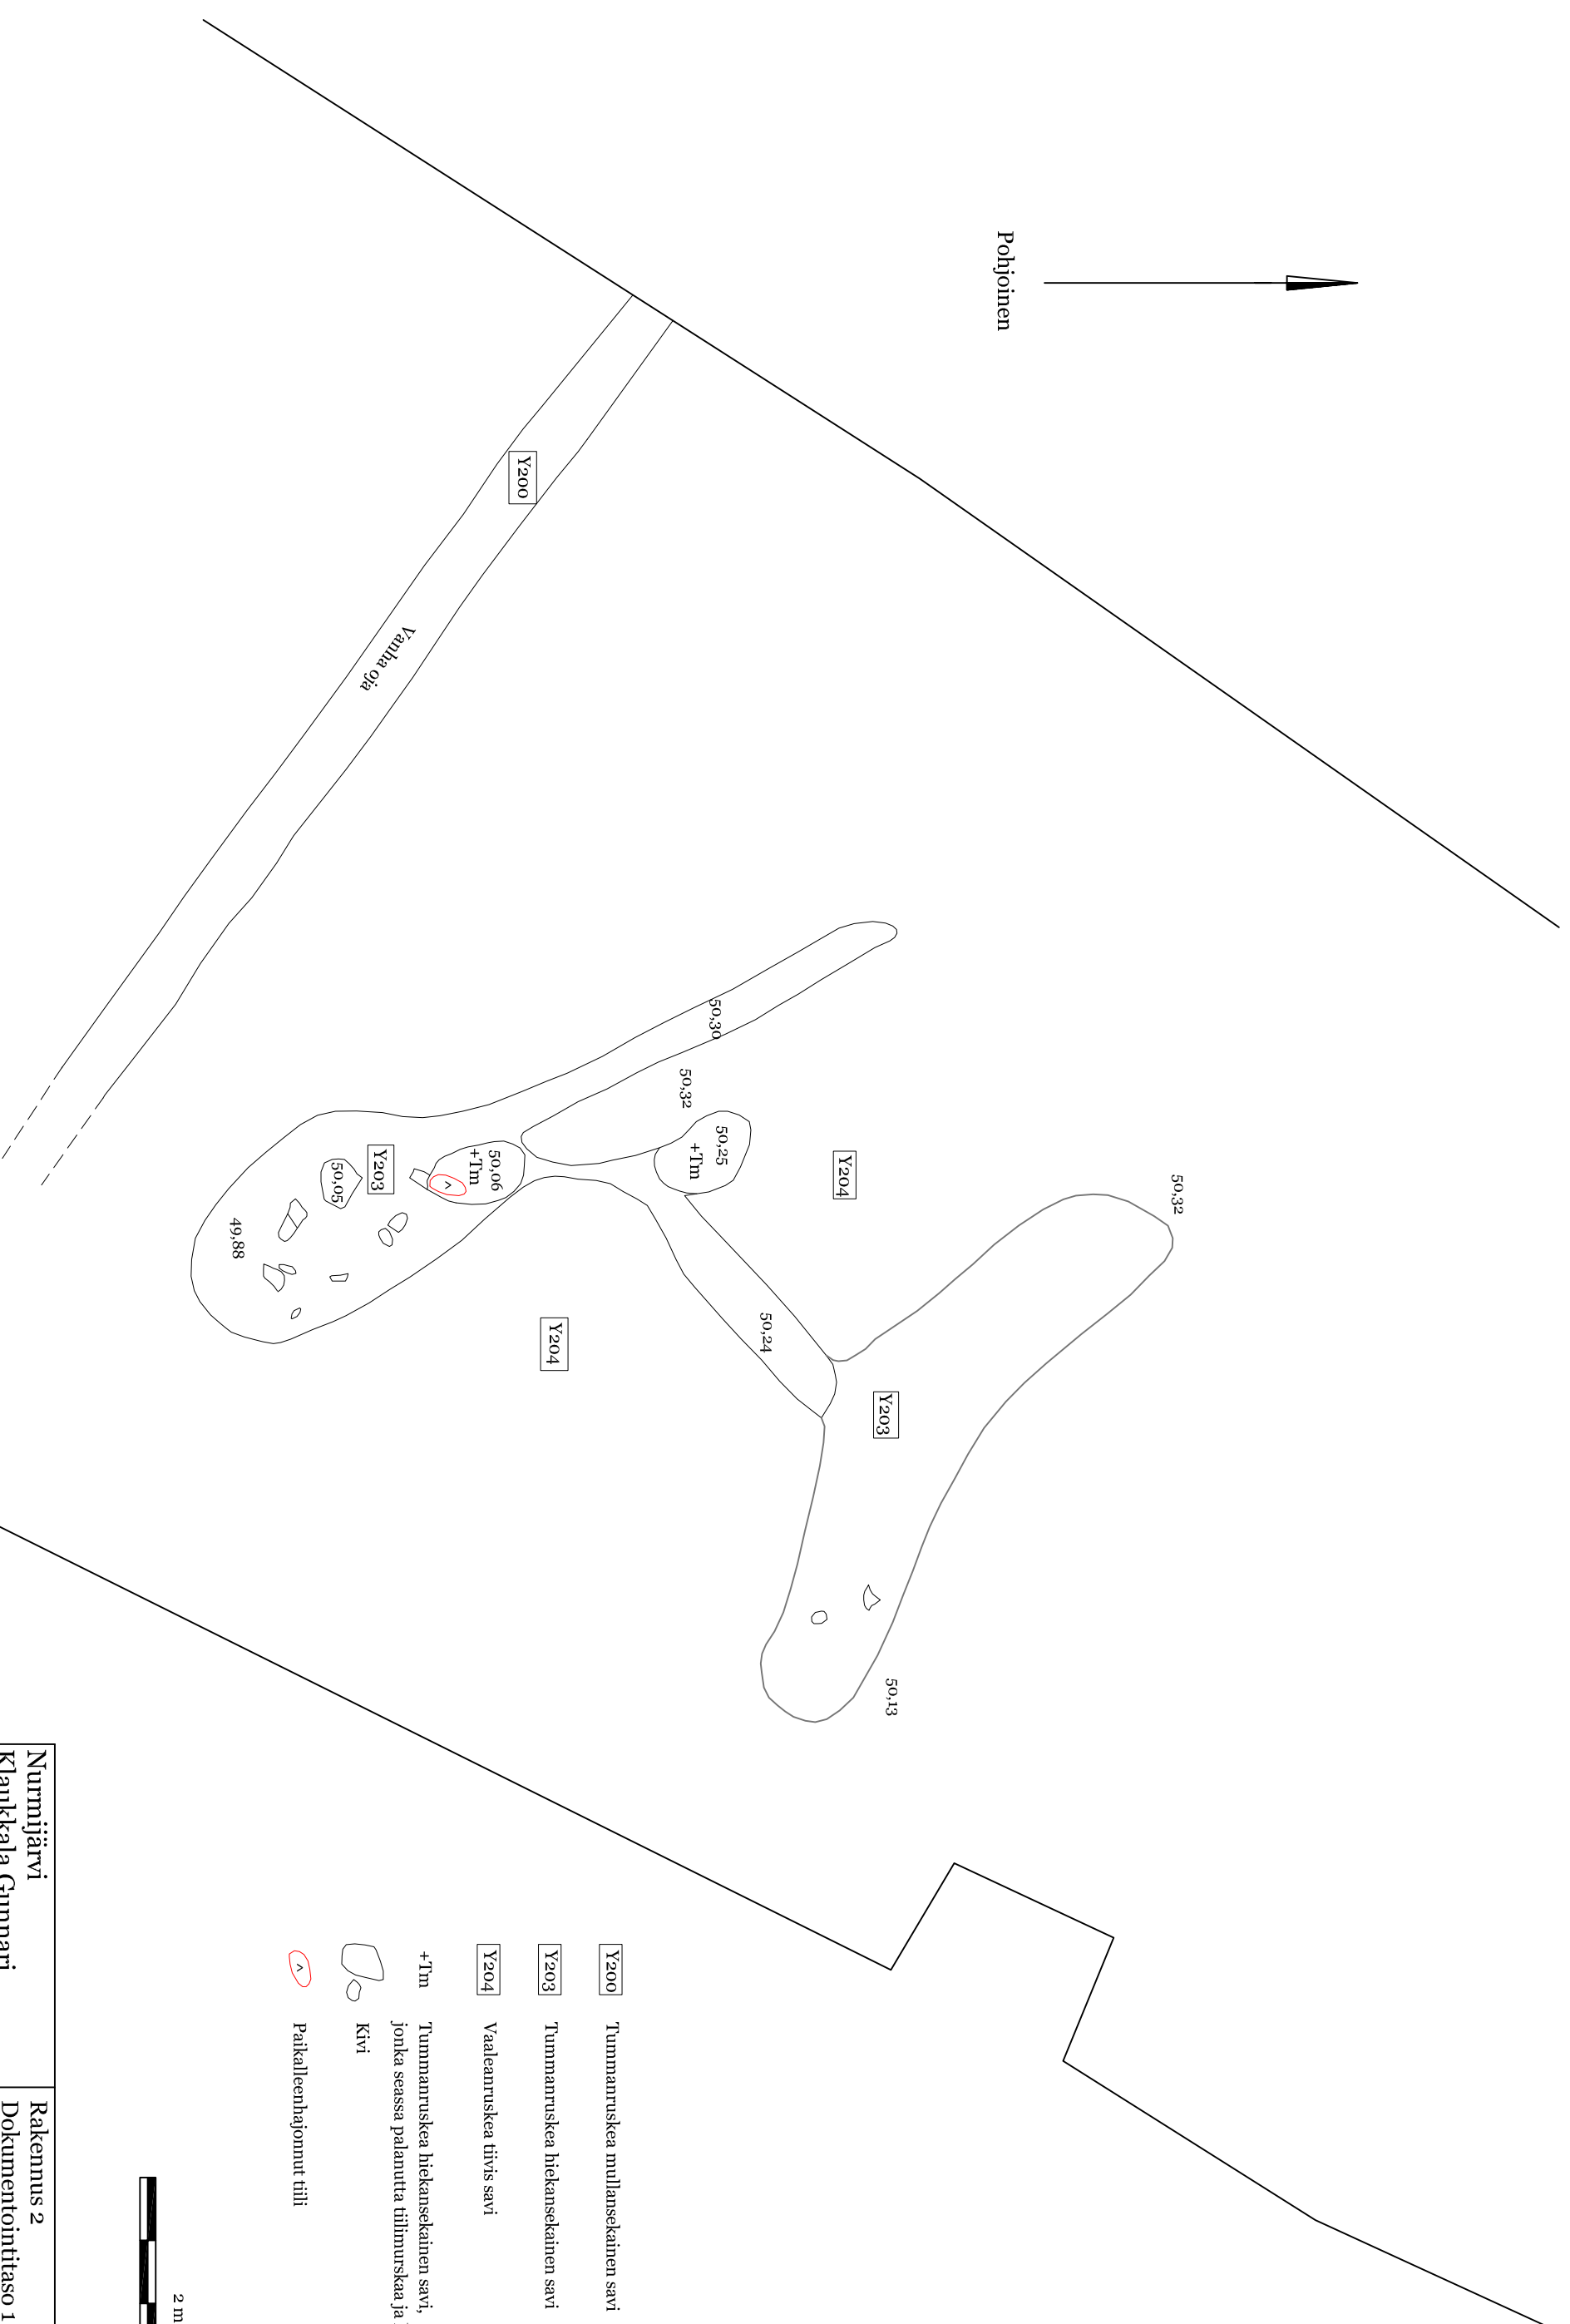 Pohjoinen
Y200
Vanha oja
50,30
50,32
50,25
+Tm
Y204
50,32
50,06
+Tm
^
Y203
50,05
49,88
50,24
Y204
Y203
50,13
Y200 Tummanruskea mullansekainen savi
Y203 Tummanruskea hiekansekainen savi
Y204 Vaaleanruskea tiivis savi
+Tm Tummanruskea hiekansekainen savi,
jonka seassa palanutta tiilimurskaa ja
Kivi
^ Paikalleenhajonnut tiili
2 m
Nurmijärvi
Klaukkala Gunnari
Rakennus 2
Dokumentointitaso 1